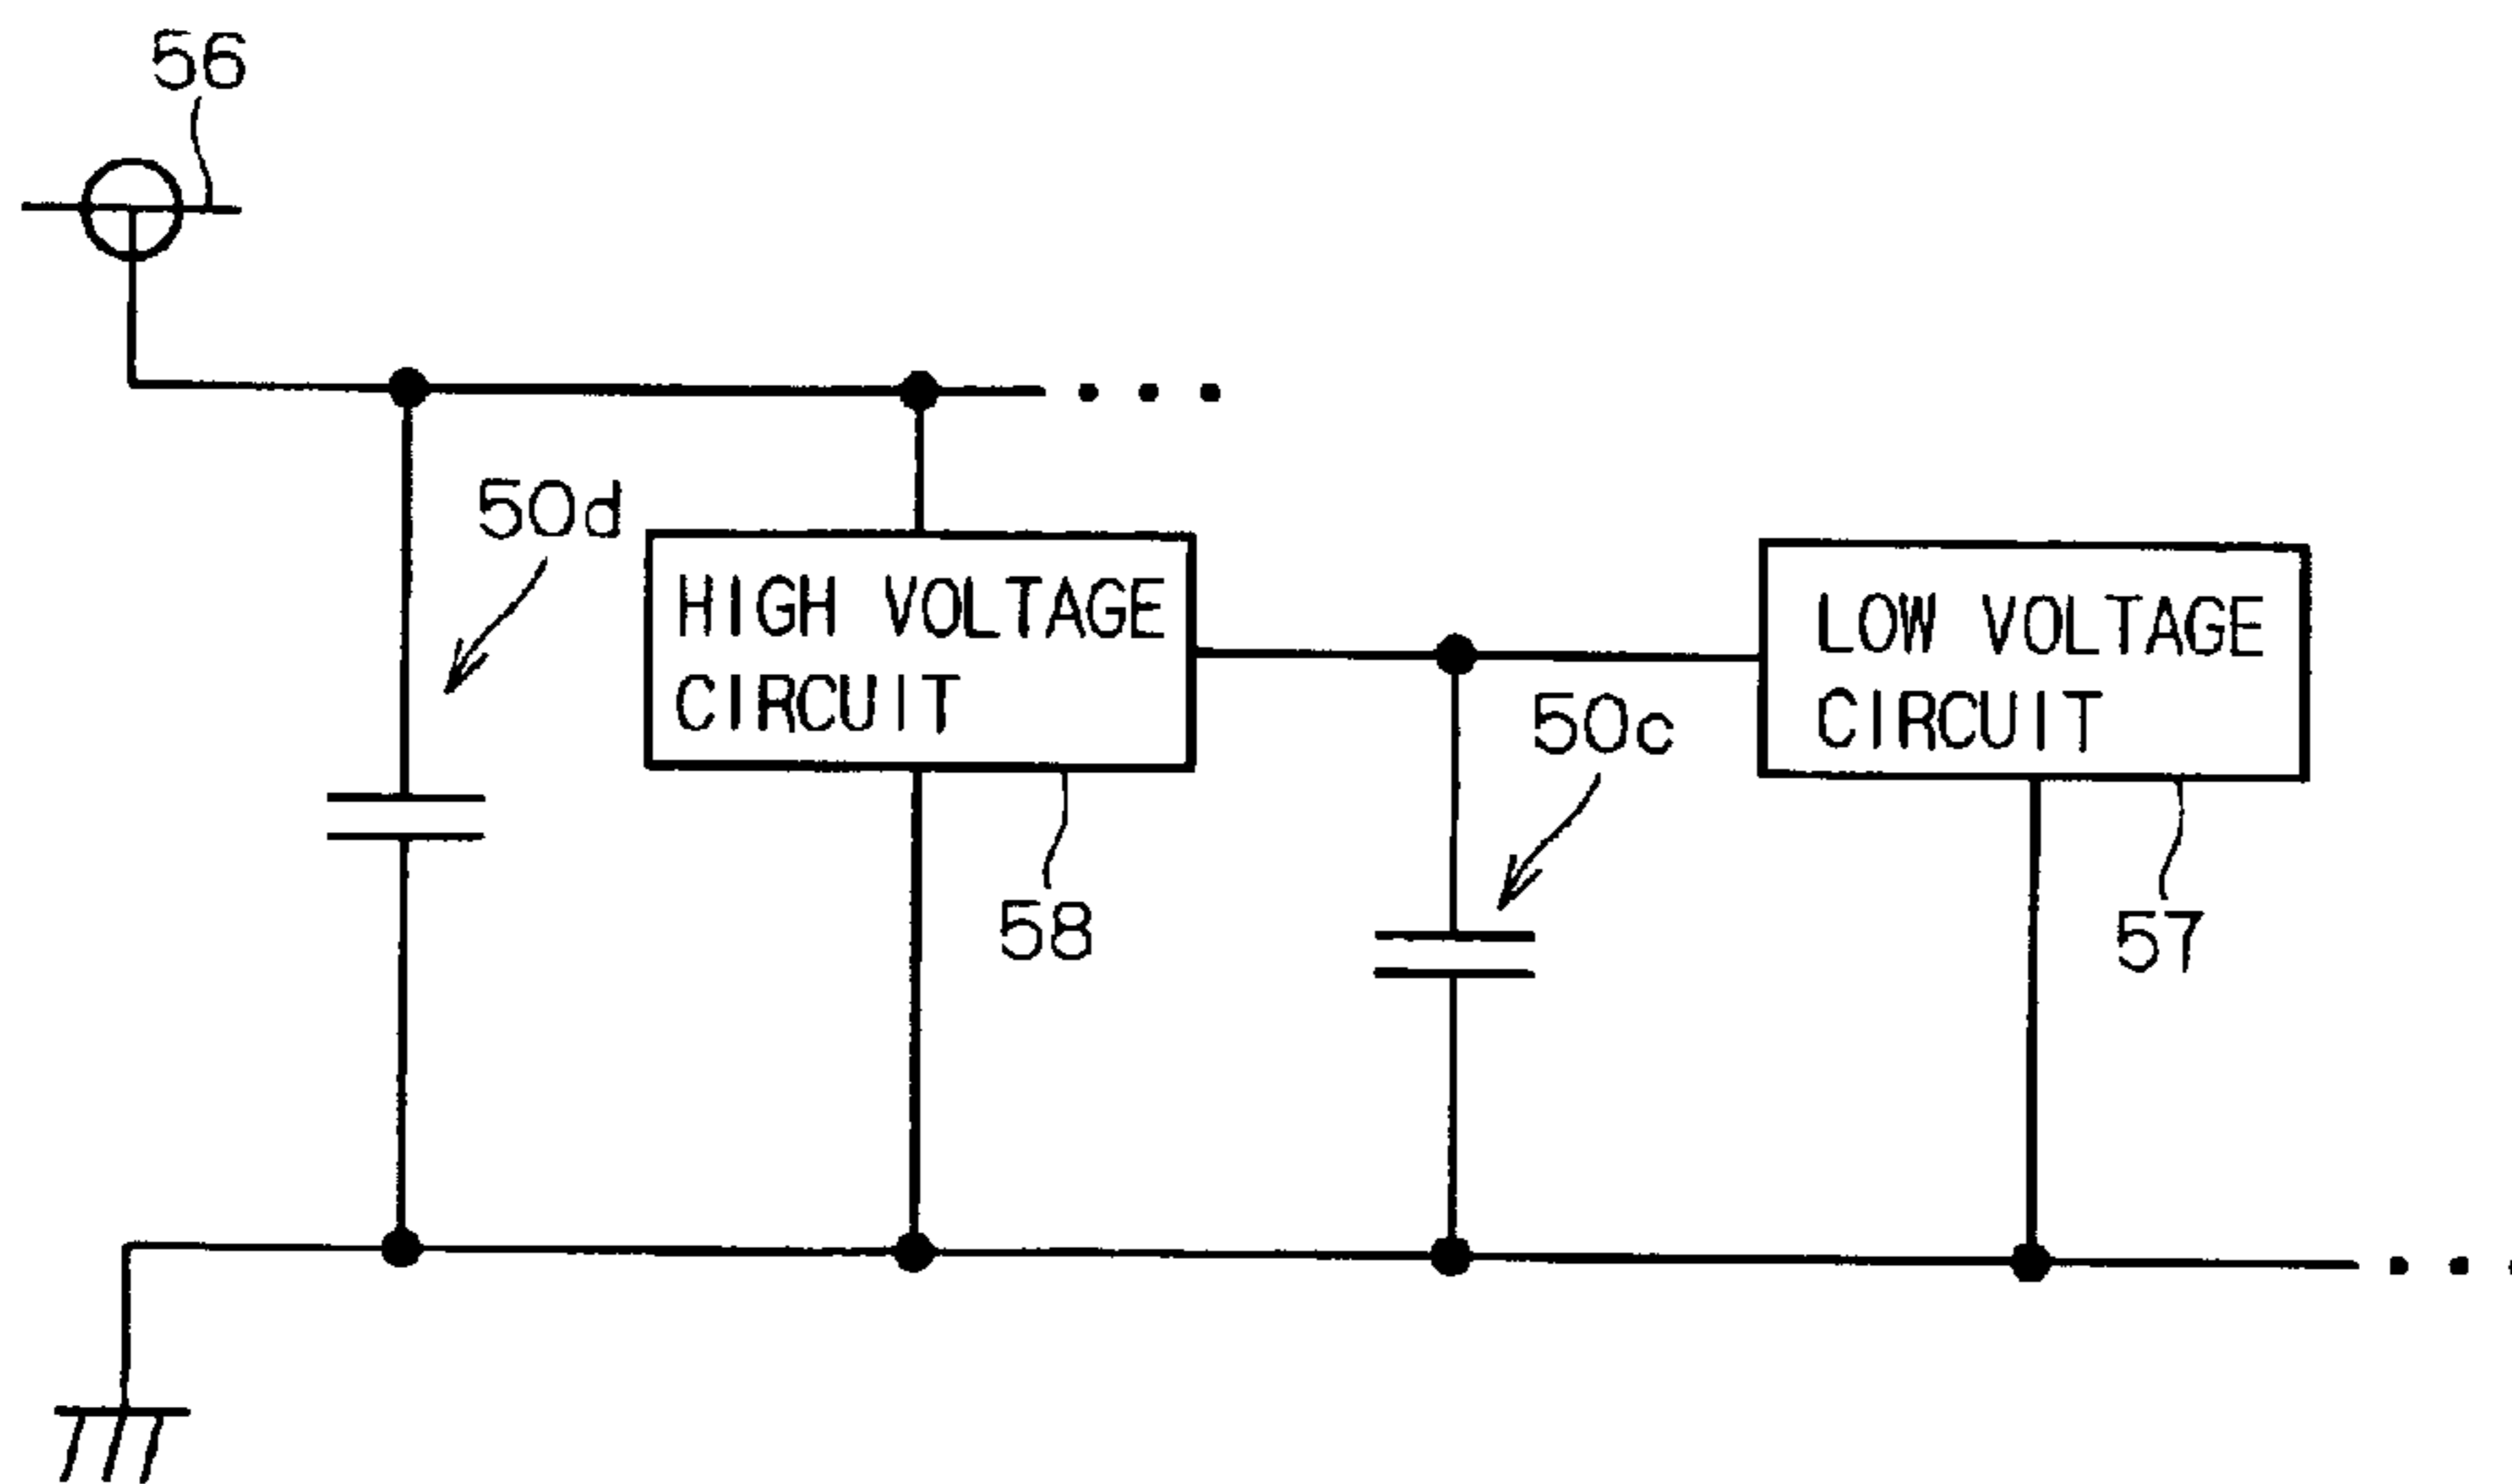 56
50d
HIGH VOLTAGE
CIRCUIT
LOW VOLTAGE
CIRCUIT
50c
58
57